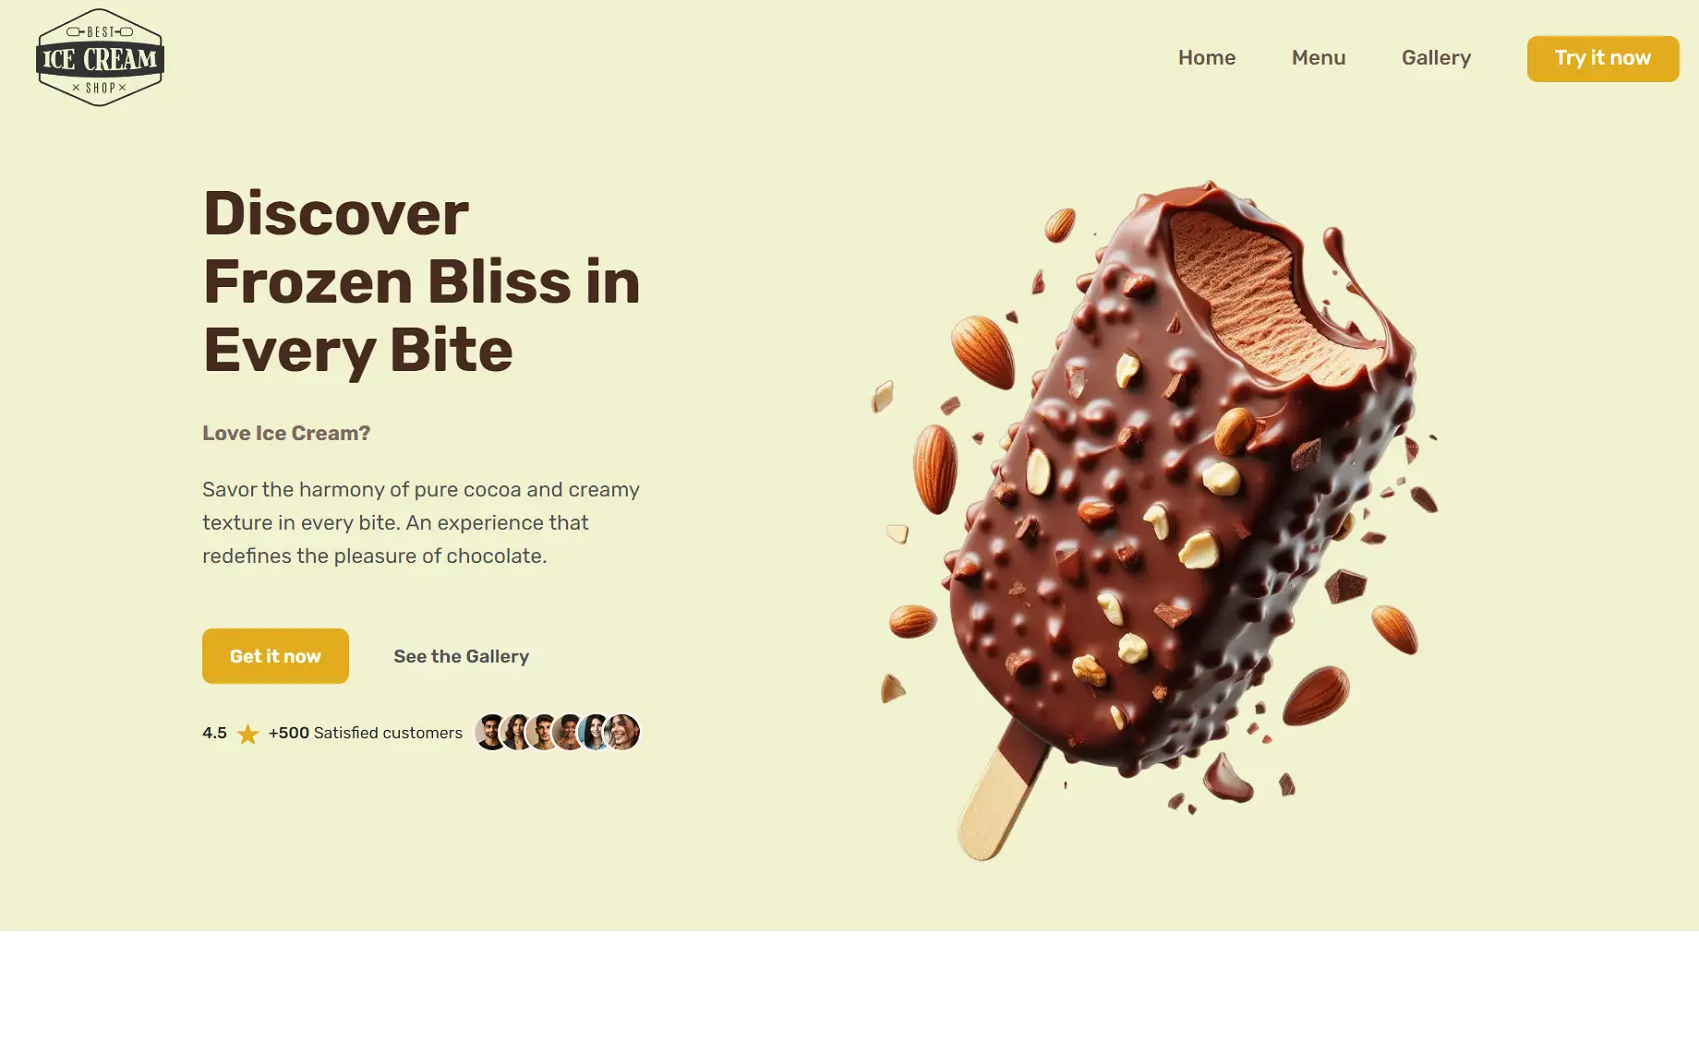 BEST
ICE CREAM
× SHOP ×
Home
Menu
Gallery
Try it now
Discover
Frozen Bliss in
Every Bite
Love Ice Cream?
Savor the harmony of pure cocoa and creamy
texture in every bite. An experience that
redefines the pleasure of chocolate.
Get it now
See the Gallery
4.5 ★ +500 Satisfied customers